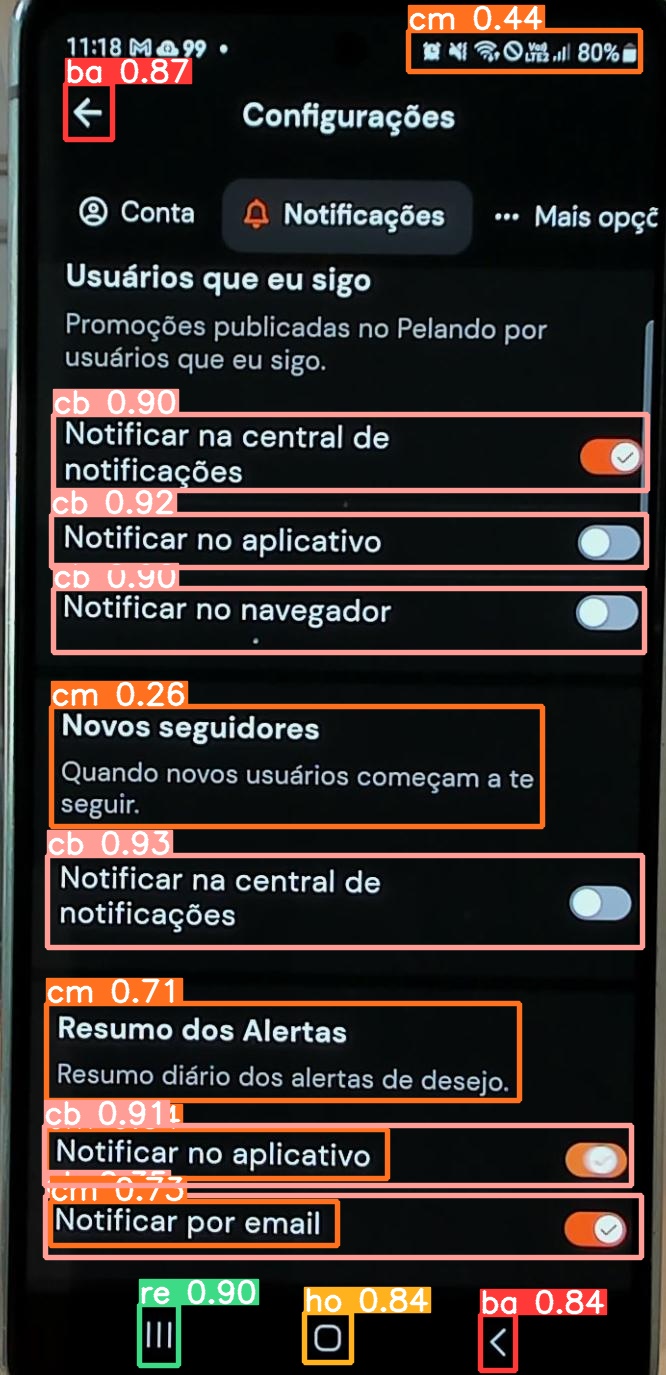 cm 0.44
11:18 99 80%
ba 0.87
Configurações
Conta Notificações ... Mais opçõ
Usuários que eu sigo
Promoções publicadas no Pelando por
usuários que eu sigo.
cb 0.90
Notificar na central de
notificações
cb 0.92
Notificar no aplicativo
cb 0.90
Notificar no navegador
cm 0.26
Novos seguidores
Quando novos usuários começam a te
seguir.
cb 0.93
Notificar na central de
notificações
cm 0.71
Resumo dos Alertas
Resumo diário dos alertas de desejo.
cb 0.91
Notificar no aplicativo
cm 0.73
Notificar por email
re 0.90 ho 0.84 ba 0.84